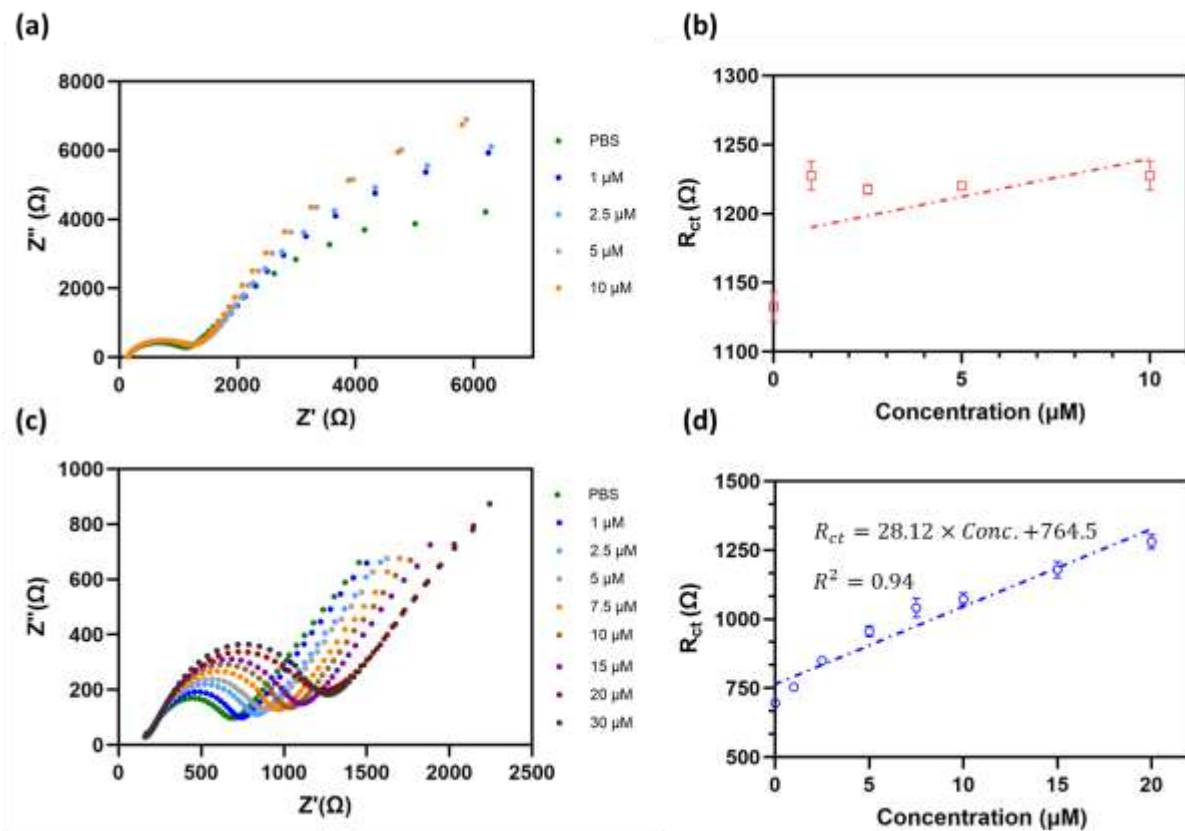 (a)
8000
6000
4000
2000
0
Z'' (Ω)
0 2000 4000 6000
Z' (Ω)
PBS
1 µM
2.5 µM
5 µM
10 µM
(b)
1300
1250
1200
1150
1100
Rct (Ω)
0 5 10
Concentration (µM)
(c)
1000
800
600
400
200
0
Z''(Ω)
0 500 1000 1500 2000 2500
Z'(Ω)
PBS
1 µM
2.5 µM
5 µM
7.5 µM
10 µM
15 µM
20 µM
30 µM
(d)
1500
1250
1000
750
500
Rct (Ω)
Rct = 28.12 × Conc. +764.5
R² = 0.94
0 5 10 15 20
Concentration (µM)